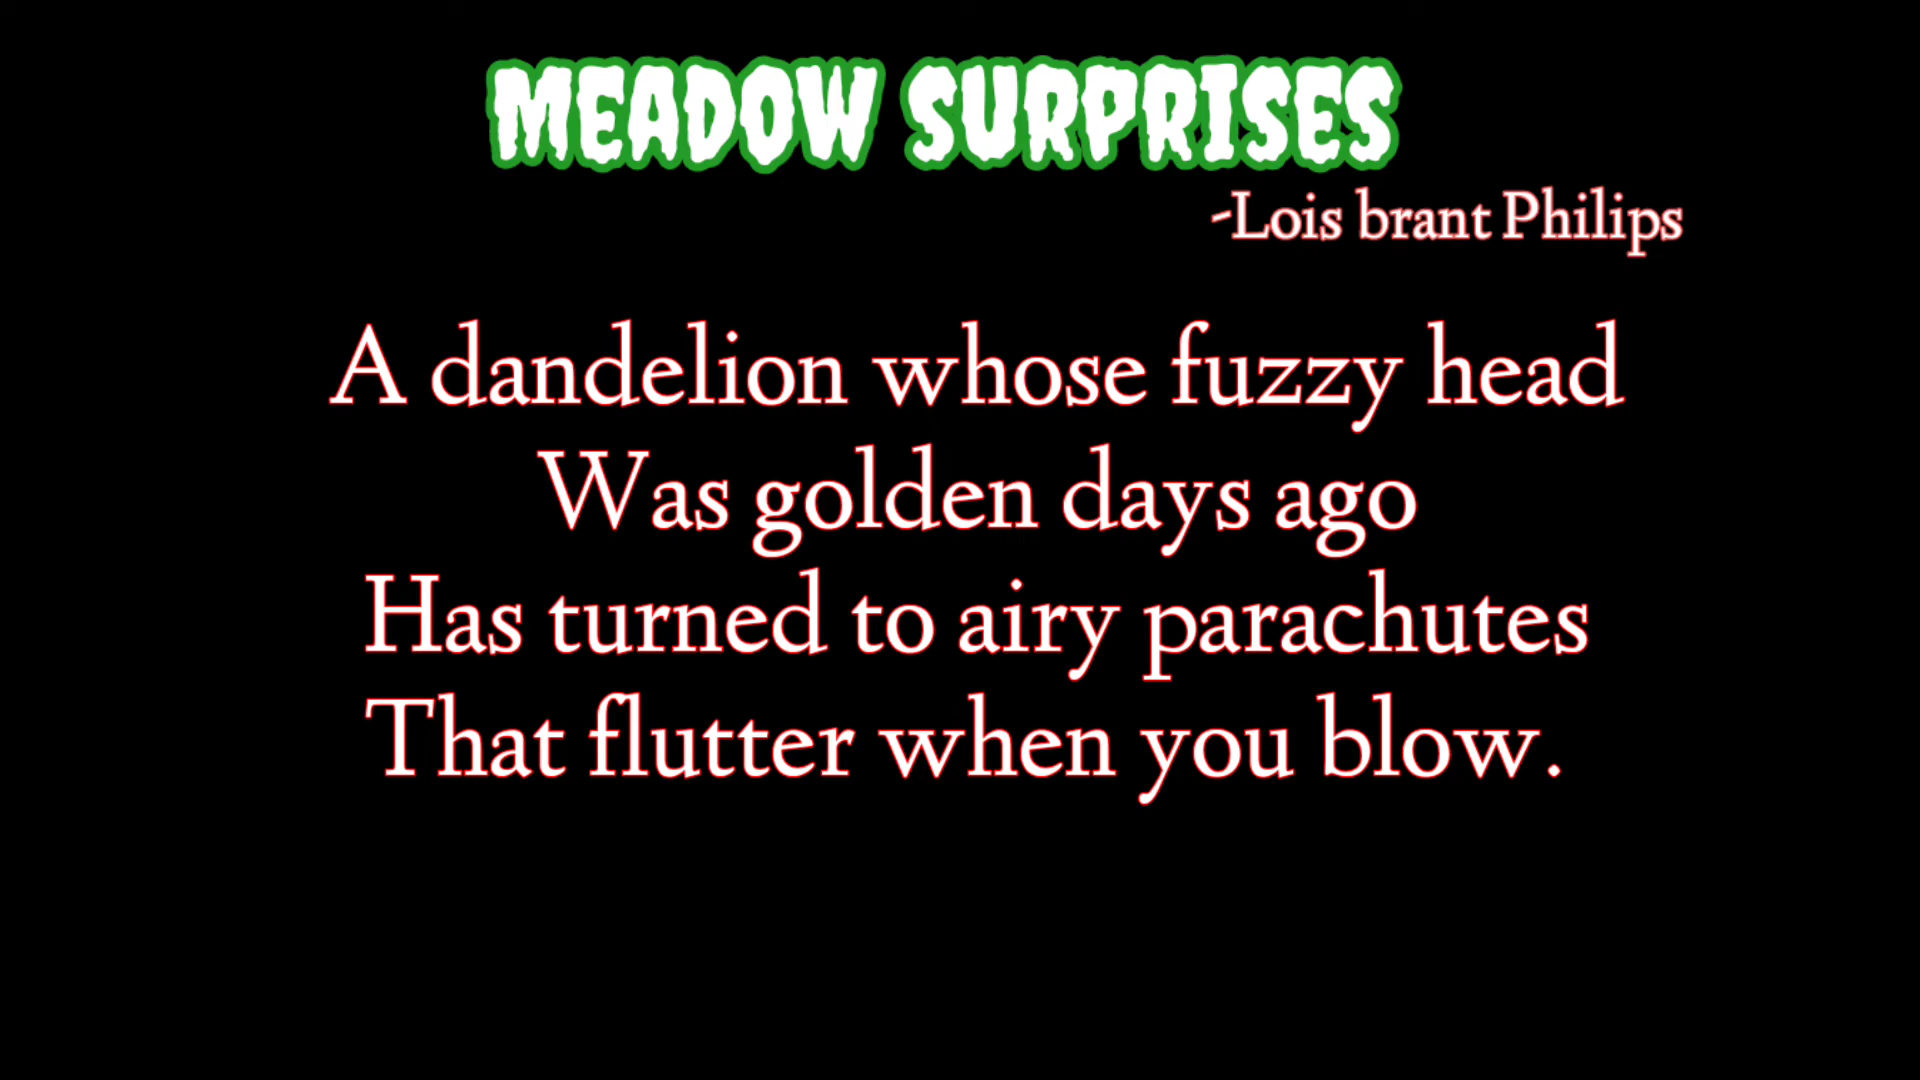 MEADOW SURPRISES
-Lois brant Philips
A dandelion whose fuzzy head
Was golden days ago
Has turned to airy parachutes
That flutter when you blow.